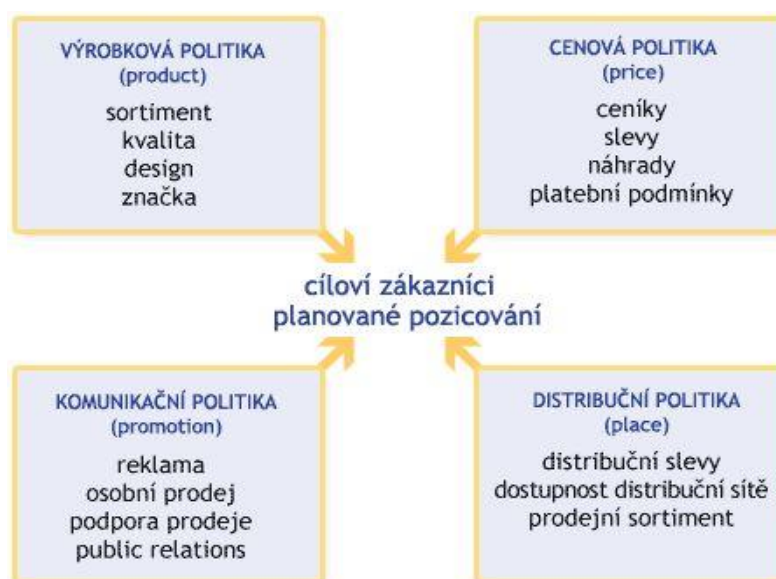 VÝROBKOVÁ POLITIKA
(product)
sortiment
kvalita
design
značka
CENOVÁ POLITIKA
(price)
ceníky
slevy
náhrady
platební podmínky
cíloví zákazníci
planované pozicování
KOMUNIKAČNÍ POLITIKA
(promotion)
reklama
osobní prodej
podpora prodeje
public relations
DISTRIBUČNÍ POLITIKA
(place)
distribuční slevy
dostupnost distribuční sítě
prodejní sortiment